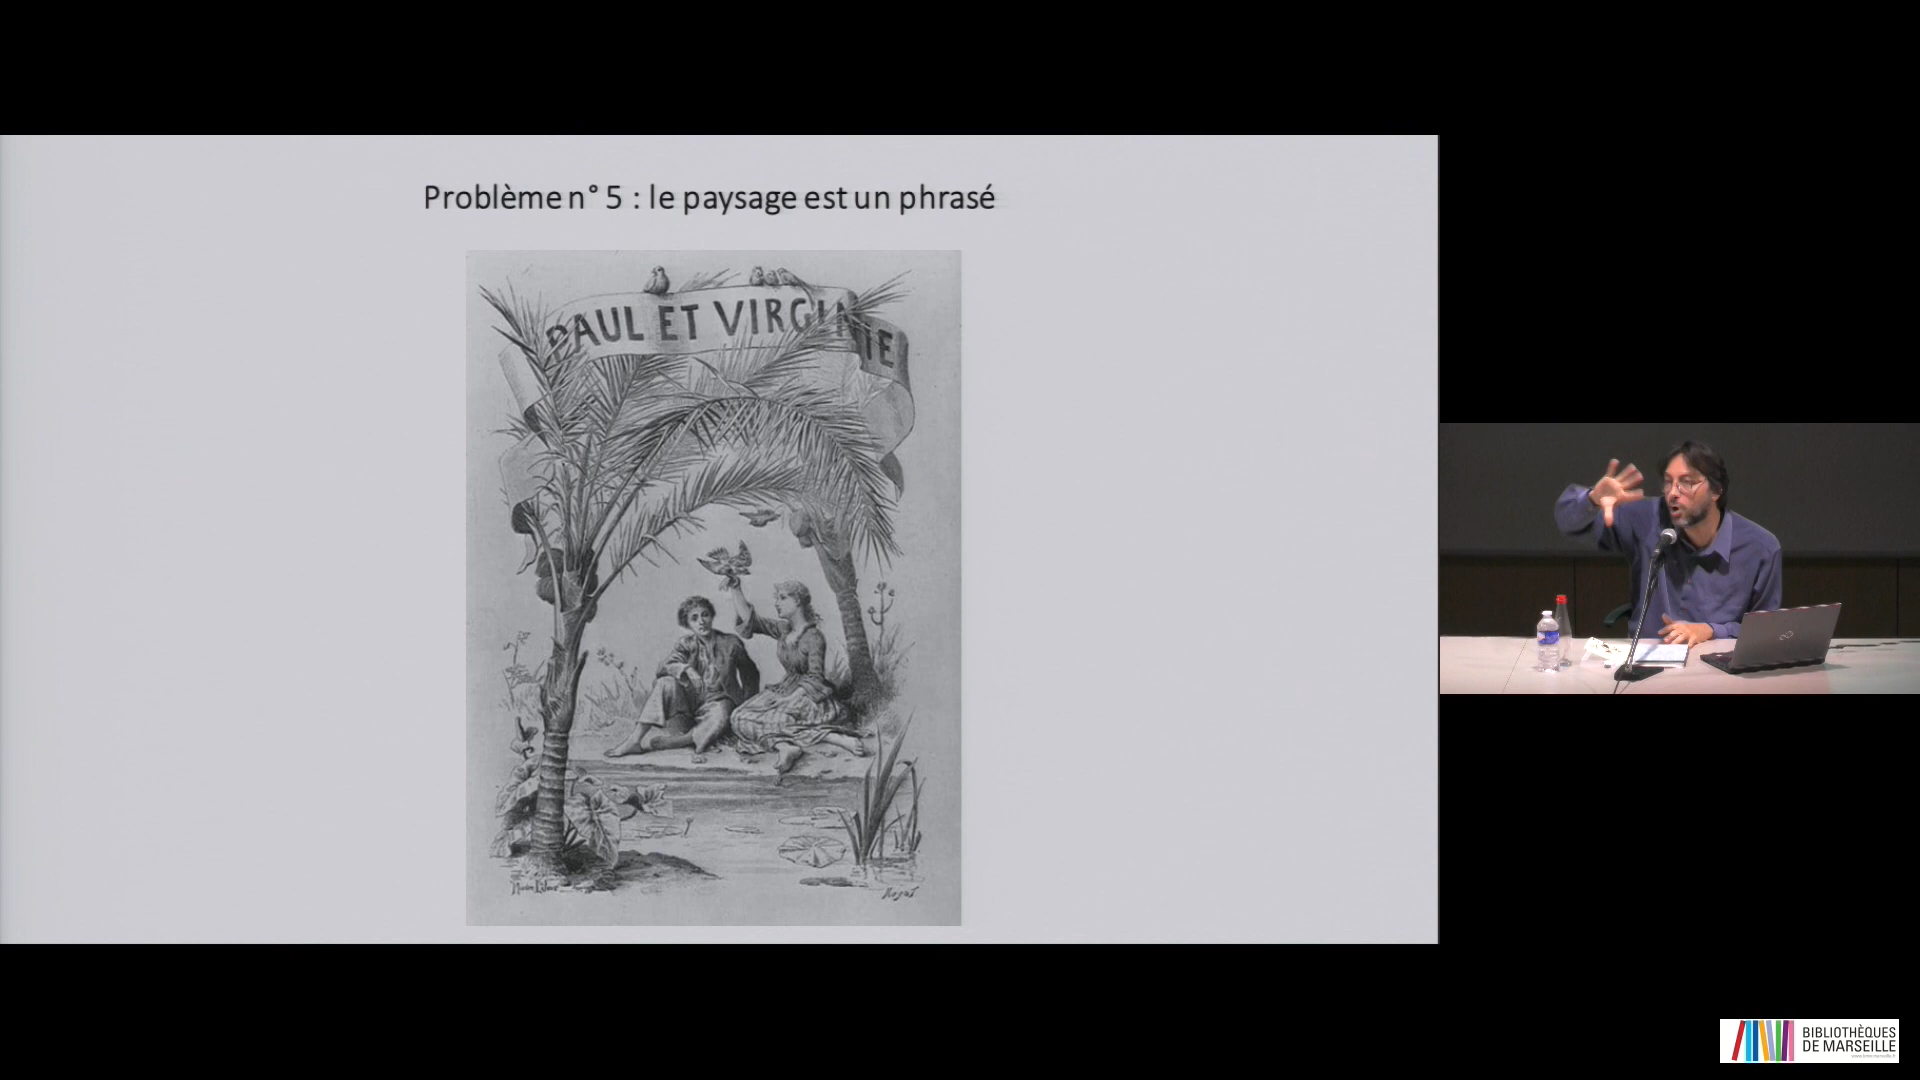 Problème n° 5 : le paysage est un phrasé
PAUL ET VIRGINIE
BIBLIOTHÈQUES
DE MARSEILLE